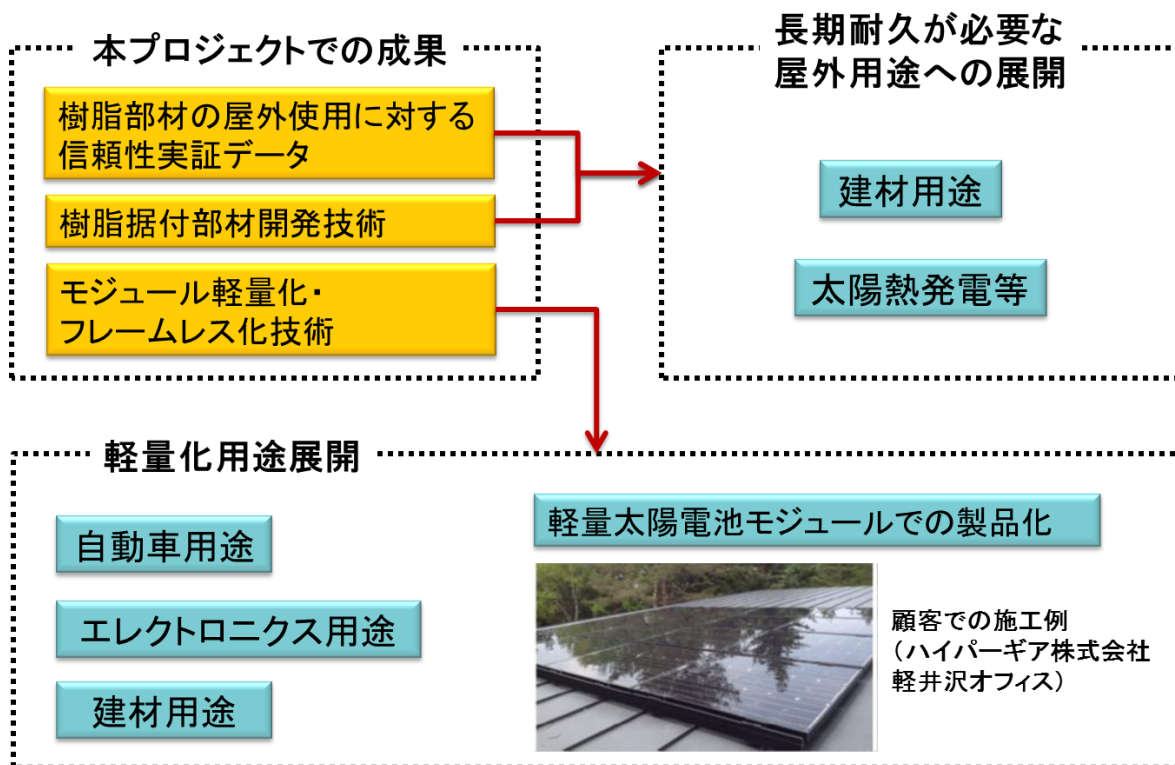 本プロジェクトでの成果
樹脂部材の屋外使用に対する
信頼性実証データ
樹脂据付部材開発技術
モジュール軽量化・
フレームレス化技術
長期耐久が必要な
屋外用途への展開
建材用途
太陽熱発電等
軽量化用途展開
自動車用途
エレクトロニクス用途
建材用途
軽量太陽電池モジュールでの製品化
顧客での施工例
（ハイパーギア株式会社
軽井沢オフィス）